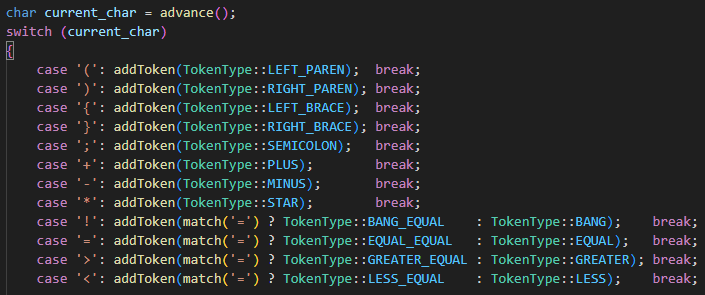 char current_char = advance();
switch (current_char)
{
    case '(': addToken(TokenType::LEFT_PAREN);  break;
    case ')': addToken(TokenType::RIGHT_PAREN); break;
    case '{': addToken(TokenType::LEFT_BRACE);  break;
    case '}': addToken(TokenType::RIGHT_BRACE); break;
    case ';': addToken(TokenType::SEMICOLON);   break;
    case '+': addToken(TokenType::PLUS);        break;
    case '-': addToken(TokenType::MINUS);       break;
    case '*': addToken(TokenType::STAR);        break;
    case '!': addToken(match('=') ? TokenType::BANG_EQUAL    : TokenType::BANG);    break;
    case '=': addToken(match('=') ? TokenType::EQUAL_EQUAL   : TokenType::EQUAL);   break;
    case '>': addToken(match('=') ? TokenType::GREATER_EQUAL : TokenType::GREATER); break;
    case '<': addToken(match('=') ? TokenType::LESS_EQUAL    : TokenType::LESS);    break;